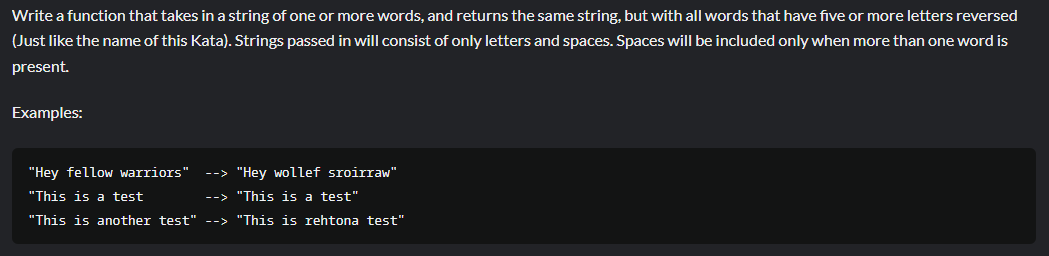 Write a function that takes in a string of one or more words, and returns the same string, but with all words that have five or more letters reversed
(Just like the name of this Kata). Strings passed in will consist of only letters and spaces. Spaces will be included only when more than one word is
present.
Examples:
"Hey fellow warriors"  --> "Hey wollef sroirraw"
"This is a test        --> "This is a test"
"This is another test" --> "This is rehtona test"